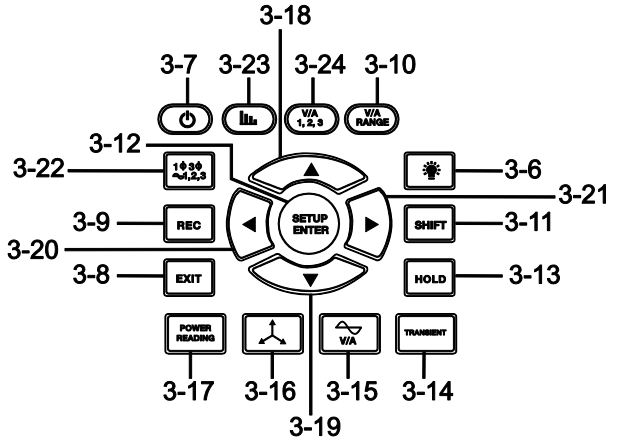 3-18
3-7
3-23
3-24
3-10
V/A
1, 2, 3
V/A
RANGE
3-12
3-22
1ϕ 3ϕ
~/1,2,3
3-6
3-21
3-9
REC
SETUP
ENTER
SHIFT
3-11
3-20
3-8
EXIT
HOLD
3-13
POWER
READING
V/A
TRANSIENT
3-17
3-16
3-15
3-14
3-19